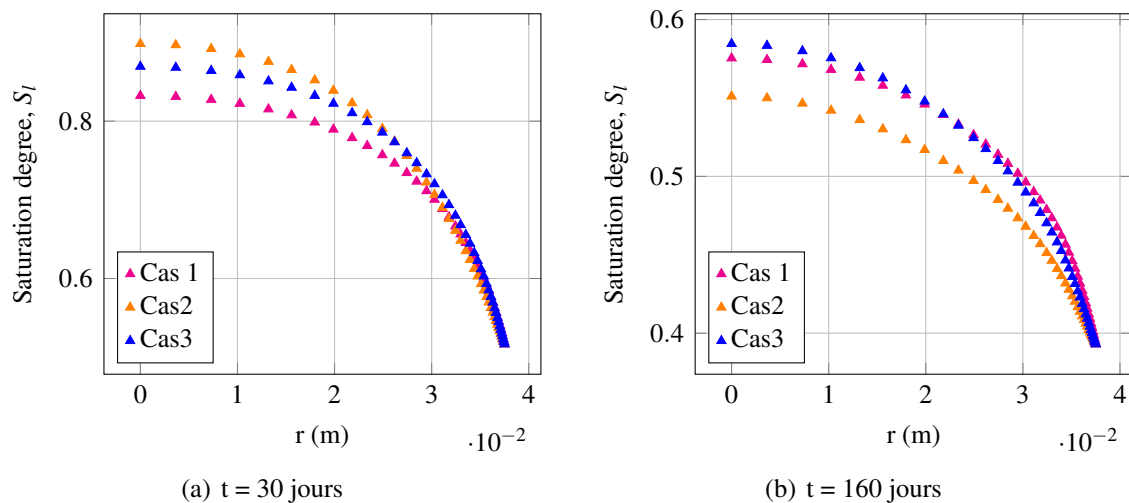 0.8
0.6
Saturation degree, S_l
Cas 1
Cas2
Cas3
0 1 2 3 4
·10⁻²
r (m)
(a) t = 30 jours
0.6
0.5
0.4
Saturation degree, S_l
Cas 1
Cas2
Cas3
0 1 2 3 4
·10⁻²
r (m)
(b) t = 160 jours